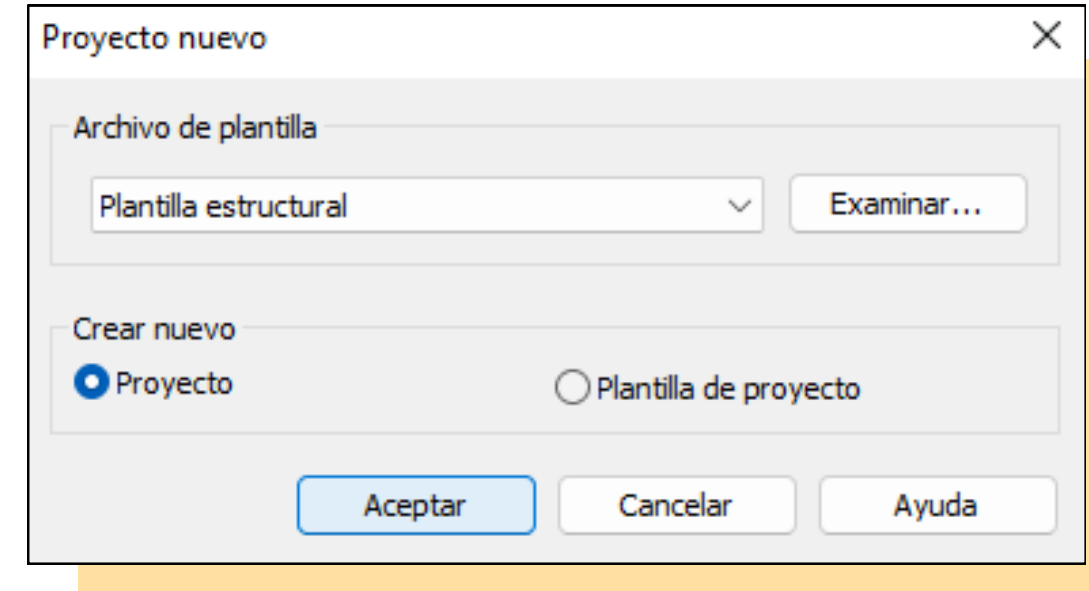 Proyecto nuevo
Archivo de plantilla
Plantilla estructural
Examinar...
Crear nuevo
Proyecto
Plantilla de proyecto
Aceptar
Cancelar
Ayuda